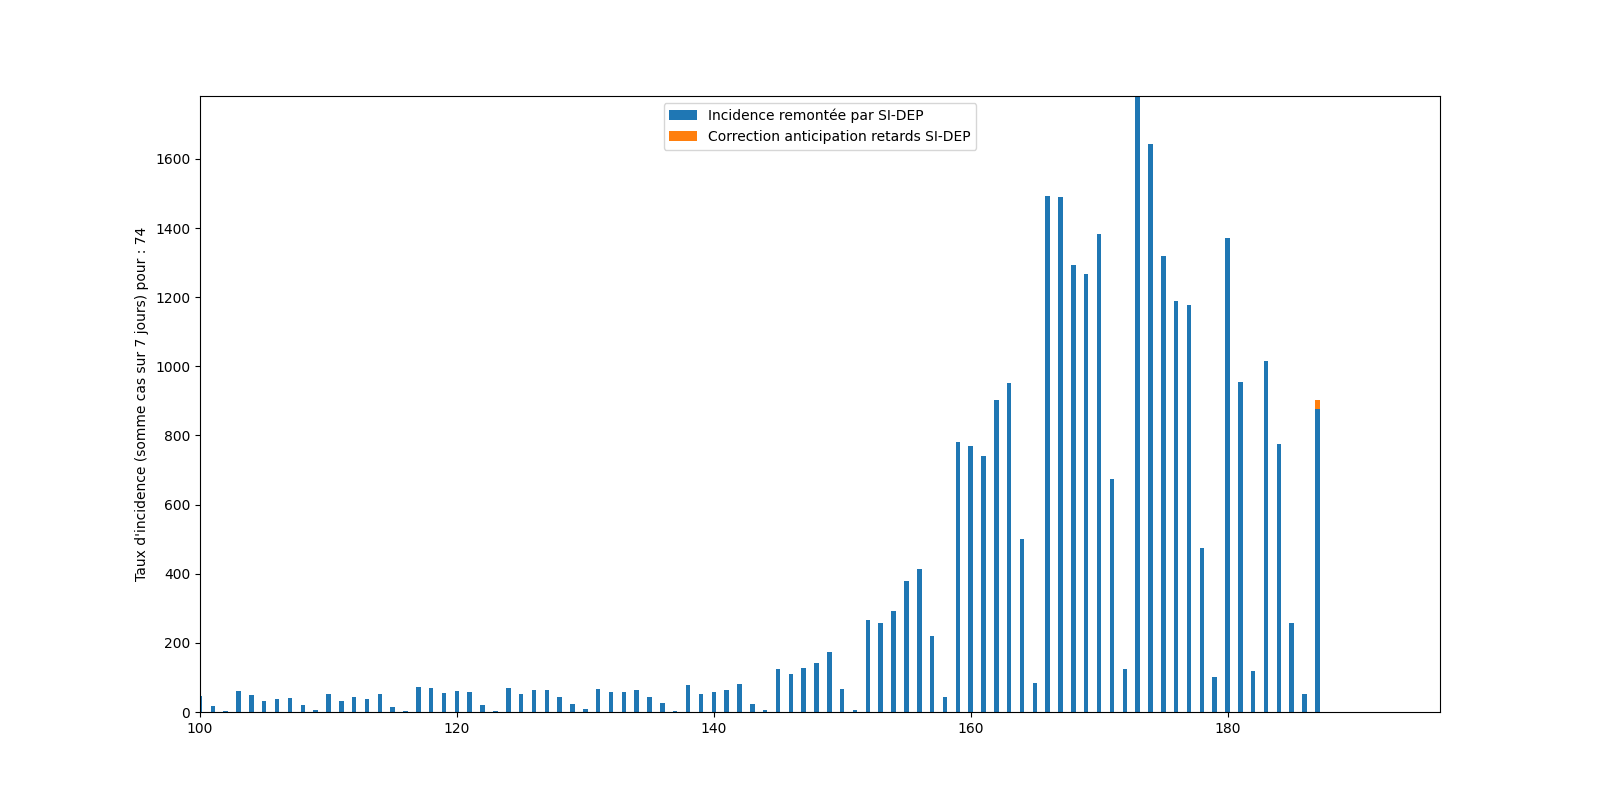 Incidence remontée par SI-DEP
Correction anticipation retards SI-DEP
Taux d'incidence (somme cas sur 7 jours) pour : 74
1600
1400
1200
1000
800
600
400
200
0
100 120 140 160 180